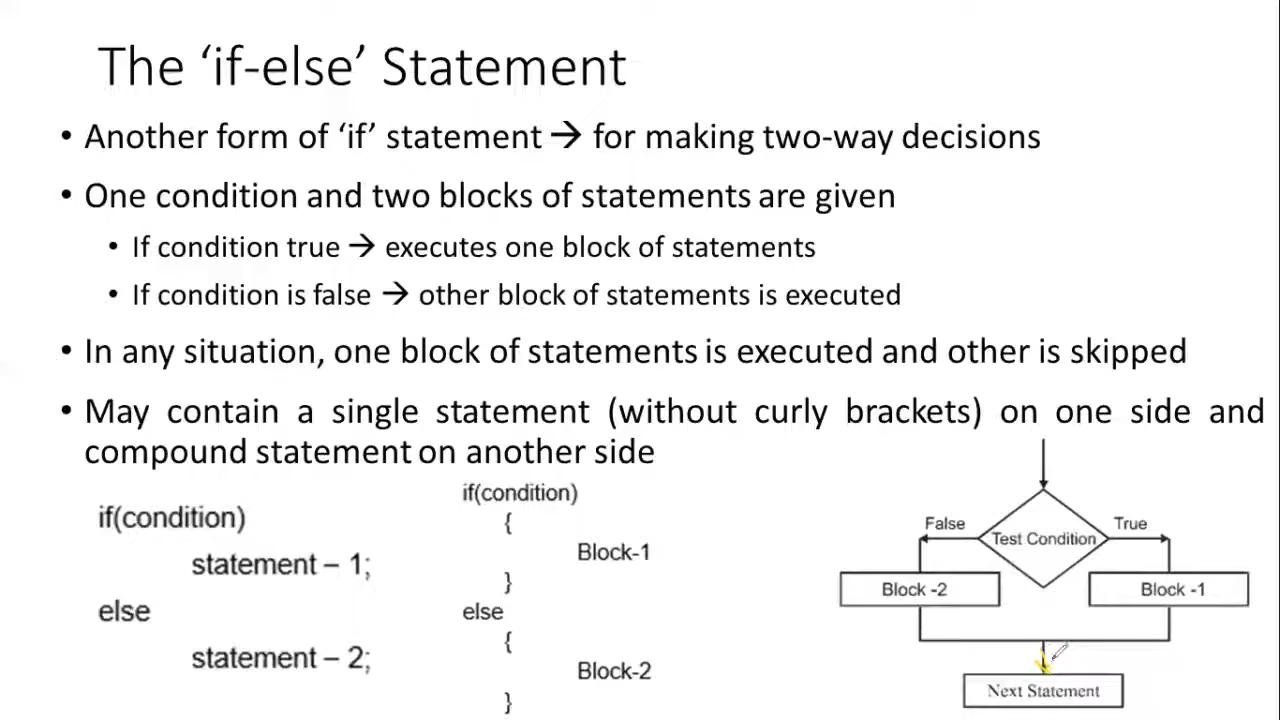 The ‘if-else’ Statement
• Another form of ‘if’ statement → for making two-way decisions
• One condition and two blocks of statements are given
• If condition true → executes one block of statements
• If condition is false → other block of statements is executed
• In any situation, one block of statements is executed and other is skipped
• May contain a single statement (without curly brackets) on one side and
compound statement on another side
if(condition)
statement – 1;
else
statement – 2;
if(condition)
{
Block-1
}
else
{
Block-2
}
False
Test Condition
True
Block -2
Block -1
Next Statement